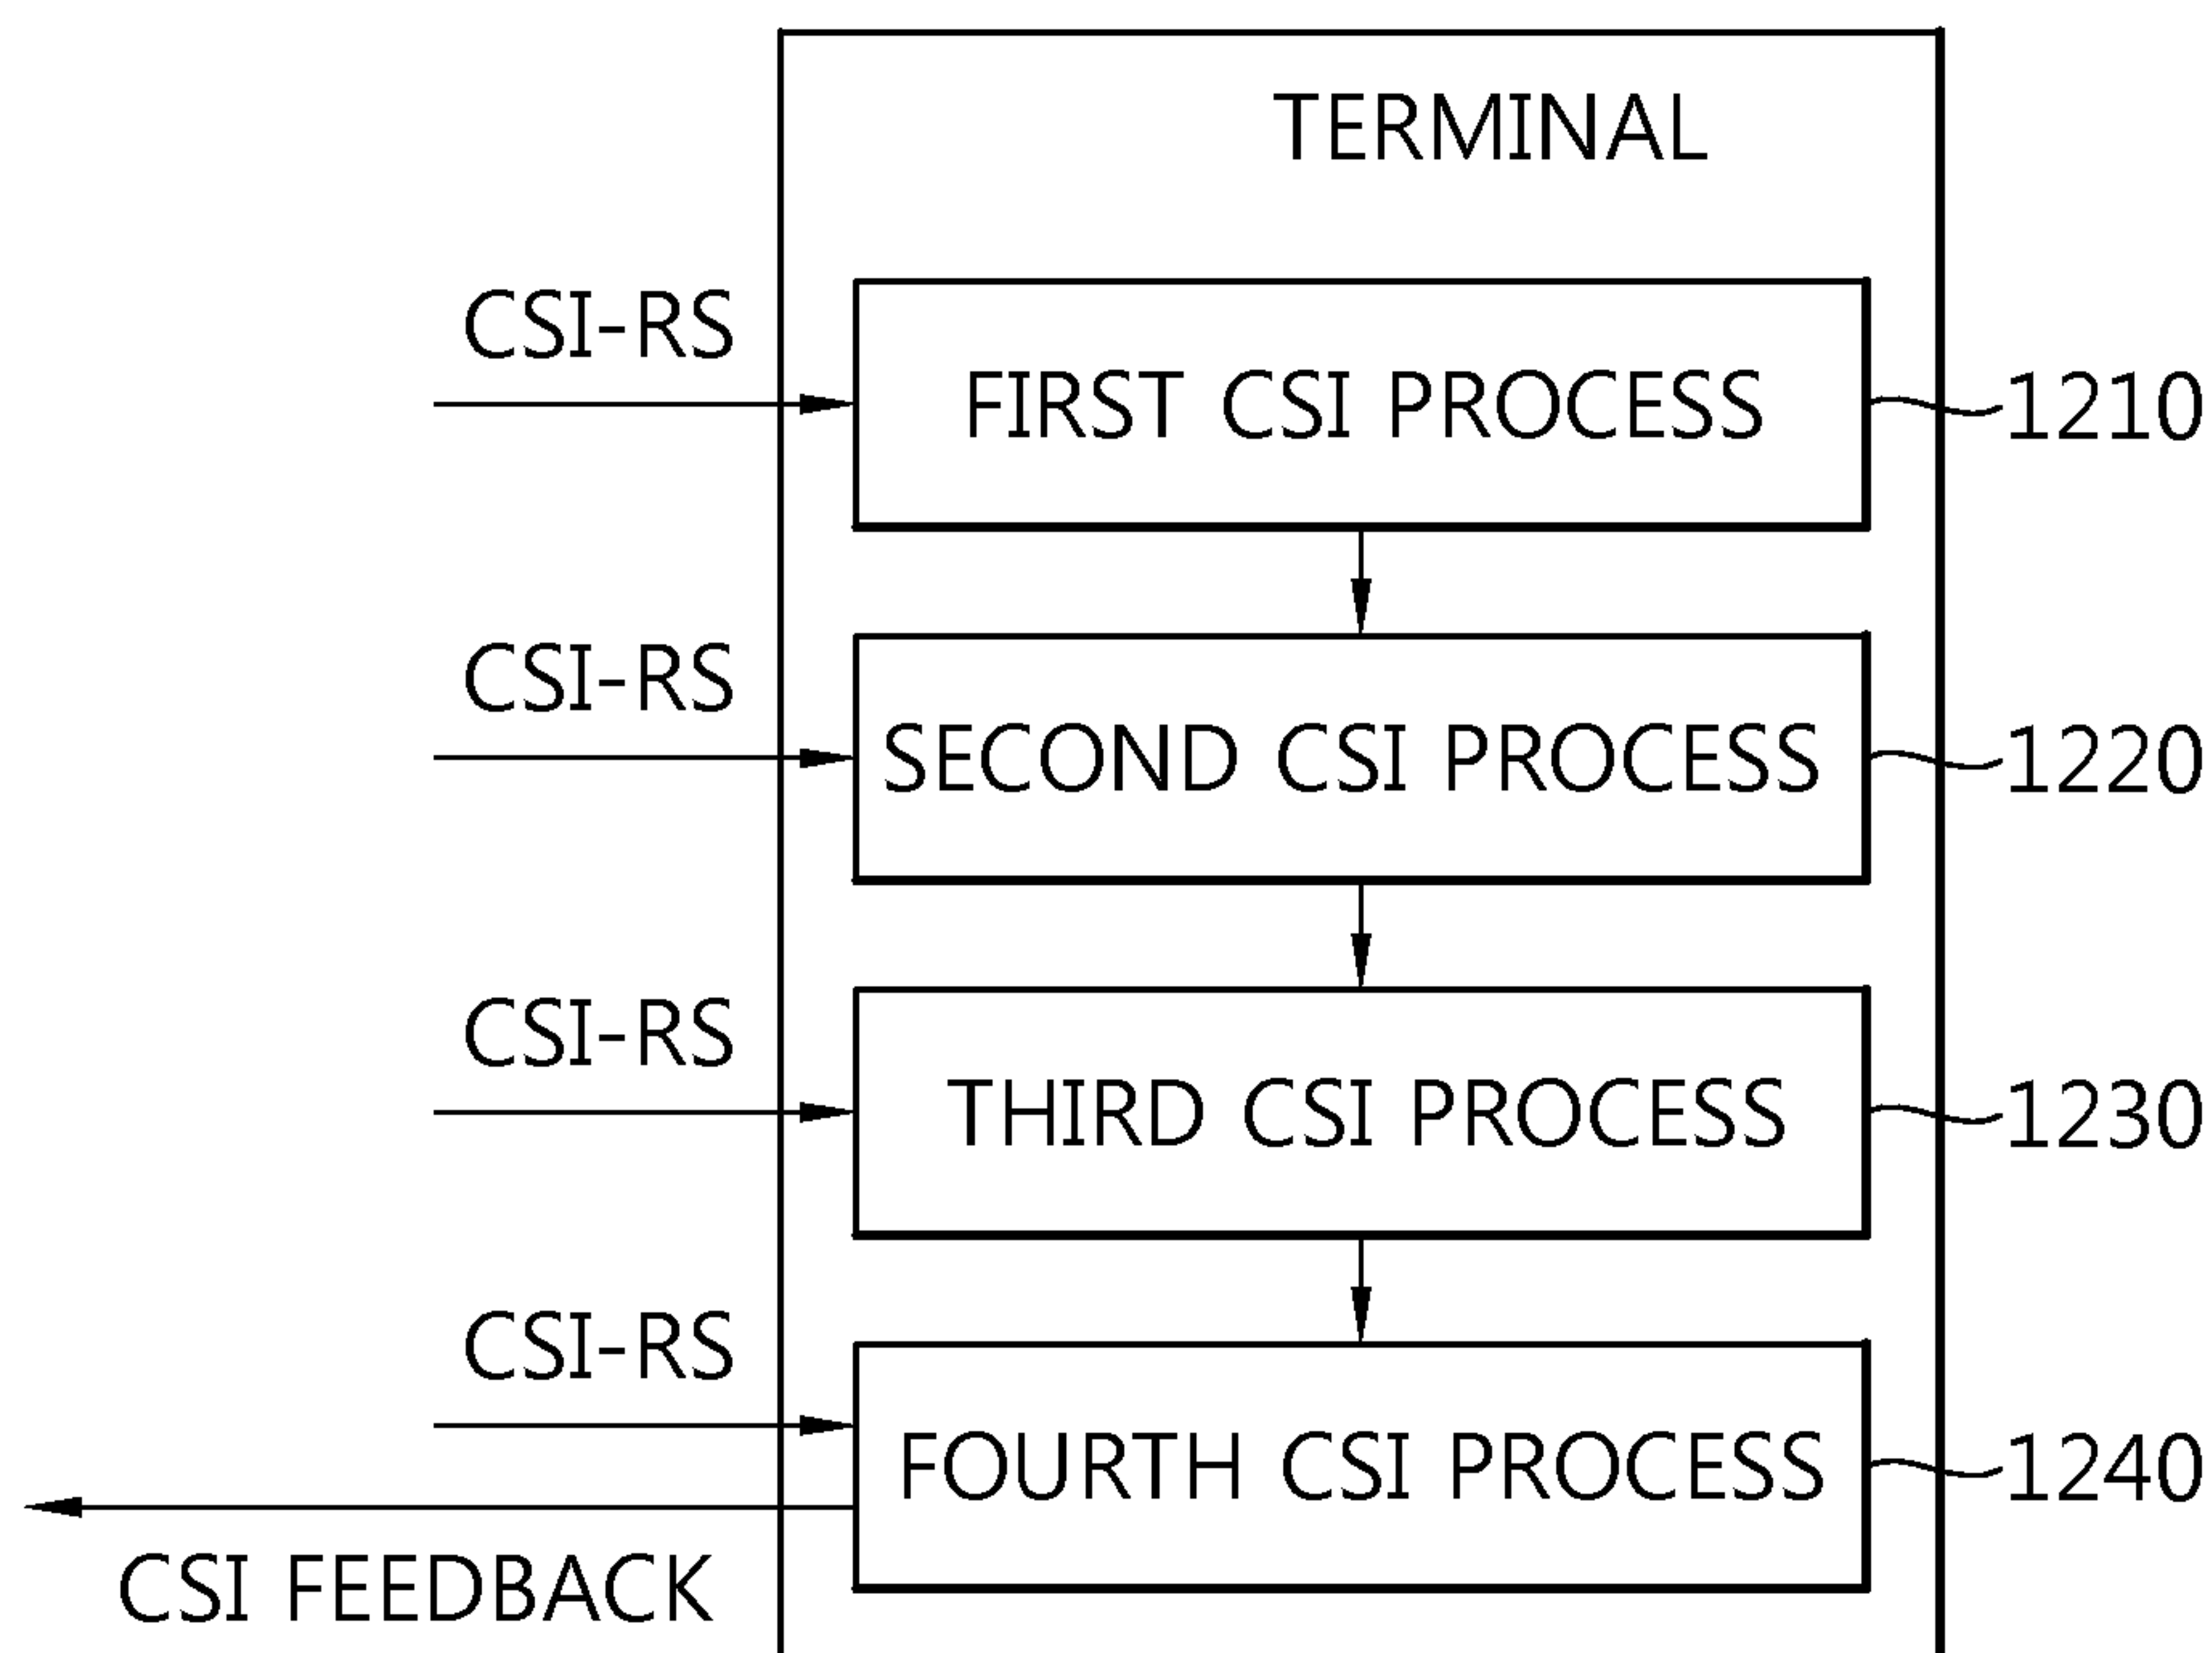 TERMINAL
CSI-RS
FIRST CSI PROCESS
1210
CSI-RS
SECOND CSI PROCESS
1220
CSI-RS
THIRD CSI PROCESS
1230
CSI-RS
FOURTH CSI PROCESS
1240
CSI FEEDBACK